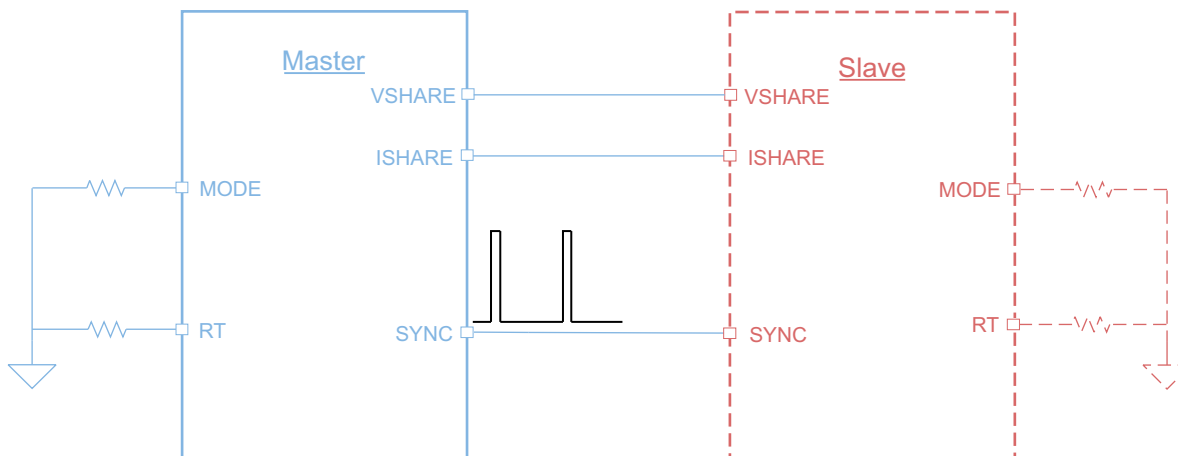 Master
VSHARE
ISHARE
MODE
RT
SYNC
Slave
VSHARE
ISHARE
MODE
RT
SYNC